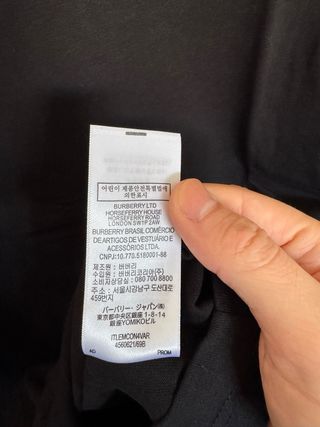 어린이 제품안전특별법에
의한표시
BURBERRY LTD
HORSEFERRY HOUSE
HORSEFERRY ROAD
LONDON SW1P 2AW
BURBERRY BRASIL COMÉRCIO
DE ARTIGOS DE VESTUÁRIO E
ACESSÓRIOS LTDA.
CNPJ:10.770.5180001-88
제조원 : 버버리
수입원 : 버버리코리아(주)
소비자상담실 : 080 700 8800
주소 : 서울시강남구 도산대로
459번지
バーバリー・ジャパン(株)
東京都中央区銀座 1-8-14
銀座YOMIKOビル
ITLEMCON4VAR
4560621/69B
AD PROM